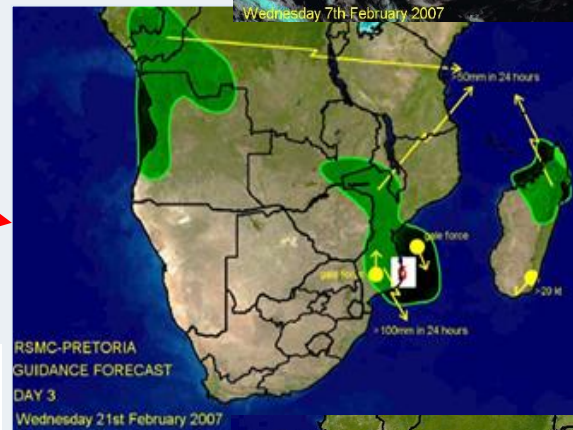 Wednesday 7th February 2007
>50mm in 24 hours
gale force
gale force
>20 kt
>100mm in 24 hours
RSMC-PRETORIA
GUIDANCE FORECAST
DAY 3
Wednesday 21st February 2007